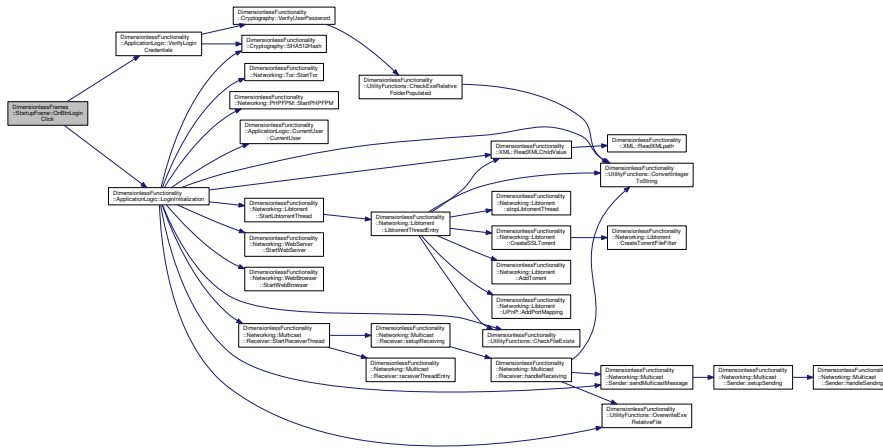 DimensionlessFrames
::StartupFrame::OnBtnLogin
Click
DimensionlessFunctionality
::ApplicationLogic::VerifyLogin
Credentials
DimensionlessFunctionality
::Cryptography::VerifyUserPassword
DimensionlessFunctionality
::Cryptography::SHA512Hash
DimensionlessFunctionality
::Networking::Tor::StartTor
DimensionlessFunctionality
::Networking::PHPFPM::StartPHPFPM
DimensionlessFunctionality
::ApplicationLogic::CurrentUser
::CurrentUser
DimensionlessFunctionality
::ApplicationLogic::LoginInitialization
DimensionlessFunctionality
::Networking::Libtorrent
::StartLibtorrentThread
DimensionlessFunctionality
::Networking::WebServer
::StartWebServer
DimensionlessFunctionality
::Networking::WebBrowser
::StartWebBrowser
DimensionlessFunctionality
::Networking::Multicast
::Receiver::StartReceiverThread
DimensionlessFunctionality
::UtilityFunctions::CheckExeRelative
FolderPopulated
DimensionlessFunctionality
::Networking::Libtorrent
::LibtorrentThreadEntry
DimensionlessFunctionality
::Networking::Multicast
::Receiver::setupReceiving
DimensionlessFunctionality
::Networking::Multicast
::Receiver::receiverThreadEntry
DimensionlessFunctionality
::XML::ReadXMLChildValue
DimensionlessFunctionality
::Networking::Libtorrent
::stopLibtorrentThread
DimensionlessFunctionality
::Networking::Libtorrent
::CreateSSLTorrent
DimensionlessFunctionality
::Networking::Libtorrent
::AddTorrent
DimensionlessFunctionality
::Networking::Libtorrent
::UPnP::AddPortMapping
DimensionlessFunctionality
::UtilityFunctions::CheckFileExists
DimensionlessFunctionality
::Networking::Multicast
::Receiver::handleReceiving
DimensionlessFunctionality
::XML::ReadXMLpath
DimensionlessFunctionality
::UtilityFunctions::ConvertInteger
ToString
DimensionlessFunctionality
::Networking::Libtorrent
::CreateTorrentFileFilter
DimensionlessFunctionality
::Networking::Multicast
::Sender::sendMulticastMessage
DimensionlessFunctionality
::UtilityFunctions::OverwriteExe
RelativeFile
DimensionlessFunctionality
::Networking::Multicast
::Sender::setupSending
DimensionlessFunctionality
::Networking::Multicast
::Sender::handleSending